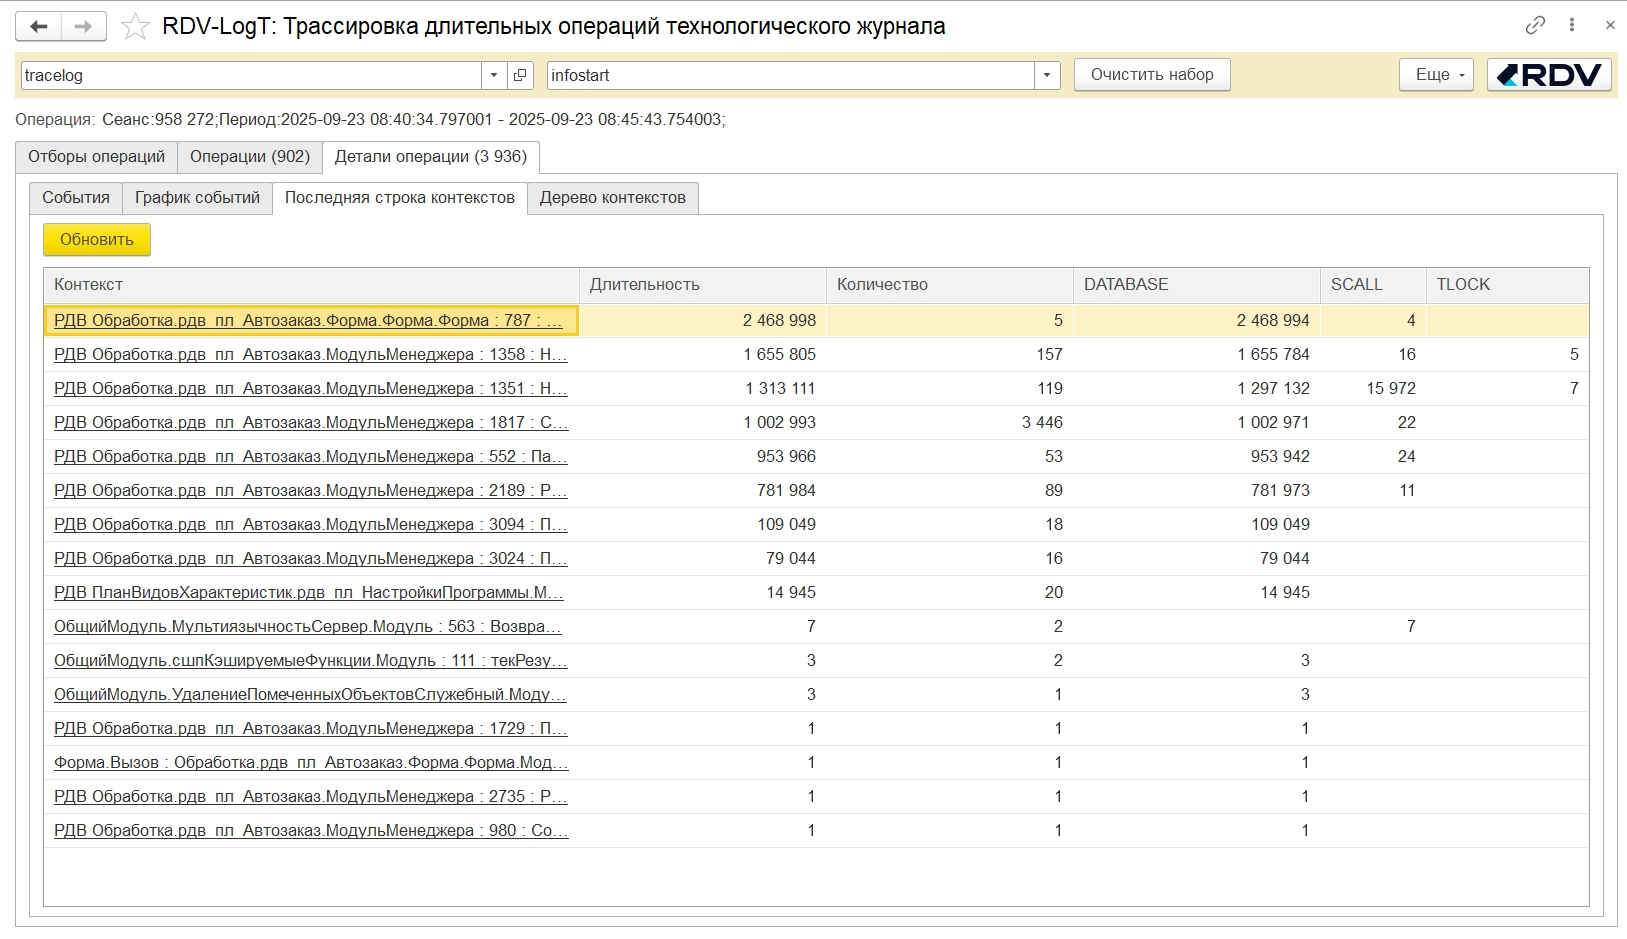 RDV-LogT: Трассировка длительных операций технологического журнала
tracelog infostart Очистить набор Еще RDV
Операция: Сеанс:958 272;Период:2025-09-23 08:40:34.797001 - 2025-09-23 08:45:43.754003;
Отборы операций Операции (902) Детали операции (3 936)
События График событий Последняя строка контекстов Дерево контекстов
Обновить
Контекст Длительность Количество DATABASE SCALL TLOCK
РДВ Обработка.рдв_пл_Автозаказ.Форма.Форма.Форма : 787 : ... 2 468 998 5 2 468 994 4
РДВ Обработка.рдв_пл_Автозаказ.МодульМенеджера : 1358 : Н... 1 655 805 157 1 655 784 16 5
РДВ Обработка.рдв_пл_Автозаказ.МодульМенеджера : 1351 : Н... 1 313 111 119 1 297 132 15 972 7
РДВ Обработка.рдв_пл_Автозаказ.МодульМенеджера : 1817 : С... 1 002 993 3 446 1 002 971 22
РДВ Обработка.рдв_пл_Автозаказ.МодульМенеджера : 552 : Па... 953 966 53 953 942 24
РДВ Обработка.рдв_пл_Автозаказ.МодульМенеджера : 2189 : Р... 781 984 89 781 973 11
РДВ Обработка.рдв_пл_Автозаказ.МодульМенеджера : 3094 : П... 109 049 18 109 049
РДВ Обработка.рдв_пл_Автозаказ.МодульМенеджера : 3024 : П... 79 044 16 79 044
РДВ ПланВидовХарактеристик.рдв_пл_НастройкиПрограммы.М... 14 945 20 14 945
ОбщийМодуль.МультиязычностьСервер.Модуль : 563 : Возвра... 7 2 7
ОбщийМодуль.сшпКэшируемыеФункции.Модуль : 111 : текРезу... 3 2 3
ОбщийМодуль.УдалениеПомеченныхОбъектовСлужебный.Моду... 3 1 3
РДВ Обработка.рдв_пл_Автозаказ.МодульМенеджера : 1729 : П... 1 1 1
Форма.Вызов : Обработка.рдв_пл_Автозаказ.Форма.Форма.Мод... 1 1 1
РДВ Обработка.рдв_пл_Автозаказ.МодульМенеджера : 2735 : Р... 1 1 1
РДВ Обработка.рдв_пл_Автозаказ.МодульМенеджера : 980 : Со... 1 1 1